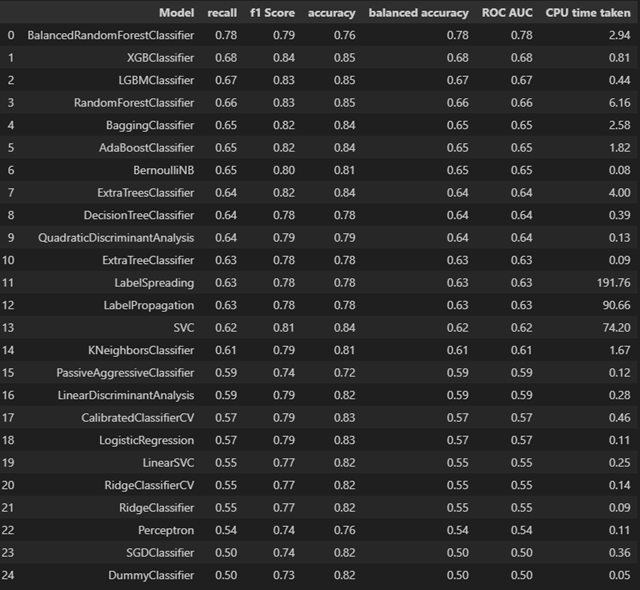 Model recall f1 Score accuracy balanced accuracy ROC AUC CPU time taken
0 BalancedRandomForestClassifier 0.78 0.79 0.76 0.78 0.78 2.94
1 XGBClassifier 0.68 0.84 0.85 0.68 0.68 0.81
2 LGBMClassifier 0.67 0.83 0.85 0.67 0.67 0.44
3 RandomForestClassifier 0.66 0.83 0.85 0.66 0.66 6.16
4 BaggingClassifier 0.65 0.82 0.84 0.65 0.65 2.58
5 AdaBoostClassifier 0.65 0.82 0.84 0.65 0.65 1.82
6 BernoulliNB 0.65 0.80 0.81 0.65 0.65 0.08
7 ExtraTreesClassifier 0.64 0.82 0.84 0.64 0.64 4.00
8 DecisionTreeClassifier 0.64 0.78 0.78 0.64 0.64 0.39
9 QuadraticDiscriminantAnalysis 0.64 0.79 0.79 0.64 0.64 0.13
10 ExtraTreeClassifier 0.63 0.78 0.78 0.63 0.63 0.09
11 LabelSpreading 0.63 0.78 0.78 0.63 0.63 191.76
12 LabelPropagation 0.63 0.78 0.78 0.63 0.63 90.66
13 SVC 0.62 0.81 0.84 0.62 0.62 74.20
14 KNeighborsClassifier 0.61 0.79 0.81 0.61 0.61 1.67
15 PassiveAggressiveClassifier 0.59 0.74 0.72 0.59 0.59 0.12
16 LinearDiscriminantAnalysis 0.59 0.79 0.82 0.59 0.59 0.28
17 CalibratedClassifierCV 0.57 0.79 0.83 0.57 0.57 0.46
18 LogisticRegression 0.57 0.79 0.83 0.57 0.57 0.11
19 LinearSVC 0.55 0.77 0.82 0.55 0.55 0.25
20 RidgeClassifierCV 0.55 0.77 0.82 0.55 0.55 0.14
21 RidgeClassifier 0.55 0.77 0.82 0.55 0.55 0.09
22 Perceptron 0.54 0.74 0.76 0.54 0.54 0.11
23 SGDClassifier 0.50 0.74 0.82 0.50 0.50 0.36
24 DummyClassifier 0.50 0.73 0.82 0.50 0.50 0.05